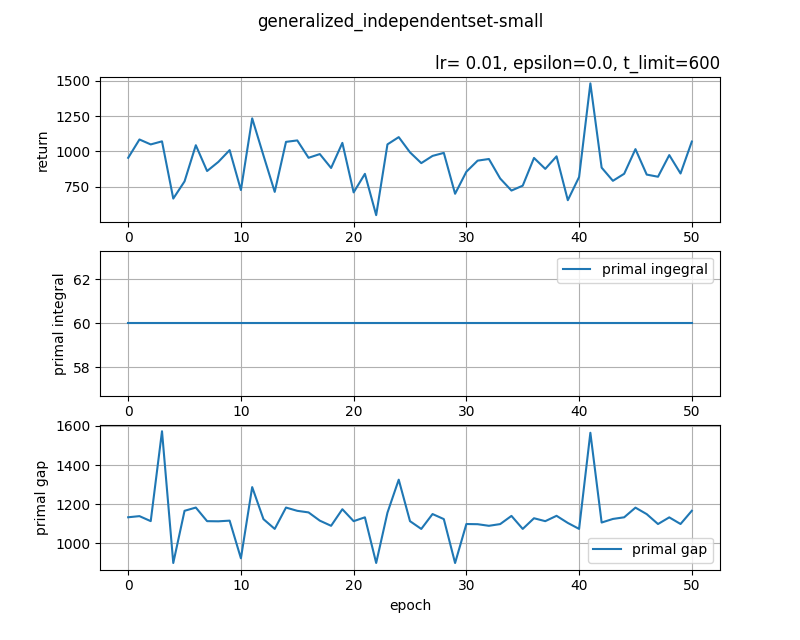 generalized_independentset-small
lr= 0.01, epsilon=0.0, t_limit=600
return
1500
1250
1000
750
0 10 20 30 40 50
primal integral
62
60
58
primal ingegral
0 10 20 30 40 50
primal gap
1600
1400
1200
1000
primal gap
0 10 20 30 40 50
epoch